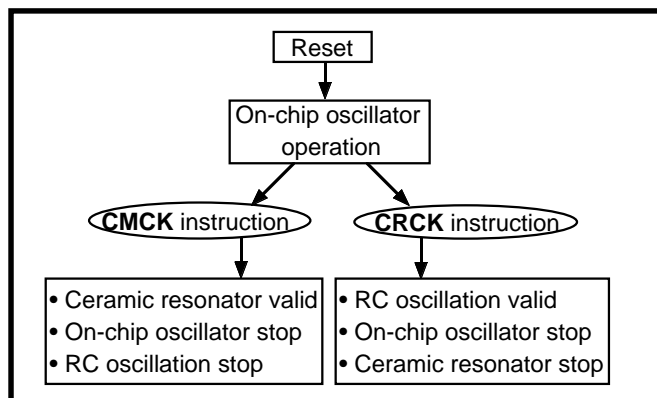 Reset
On-chip oscillator
operation
CMCK instruction
CRCK instruction
• Ceramic resonator valid
• On-chip oscillator stop
• RC oscillation stop
• RC oscillation valid
• On-chip oscillator stop
• Ceramic resonator stop